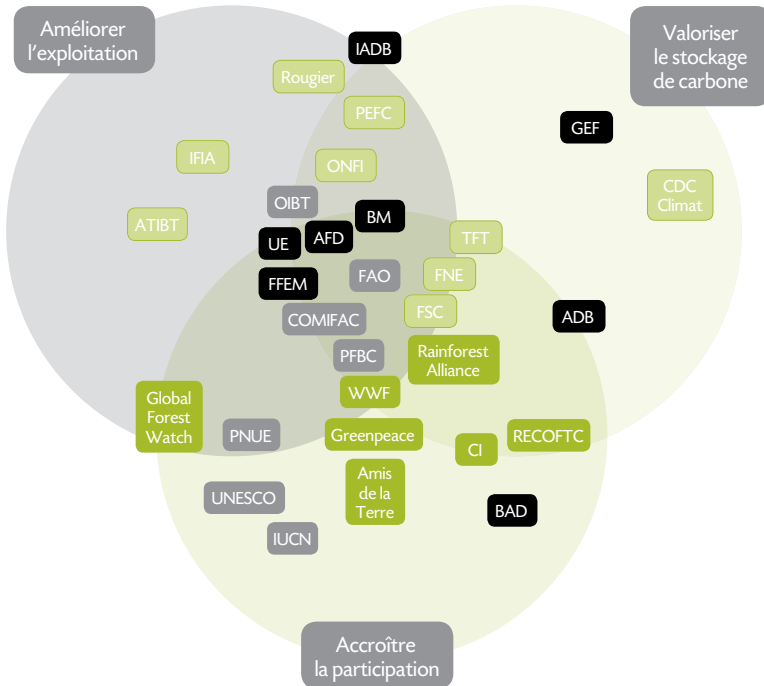 Améliorer
l'exploitation
Valoriser
le stockage
de carbone
IADB
Rougier
PEFC
GEF
IFIA
ONFI
CDC
Climat
OIBT
ATIBT
BM
UE
AFD
TFT
FFEM
FAO
FNE
COMIFAC
FSC
ADB
PFBC
Rainforest
Alliance
WWF
Global
Forest
Watch
PNUE
Greenpeace
CI
RECOFTC
Amis
de la
Terre
UNESCO
BAD
IUCN
Accroître
la participation